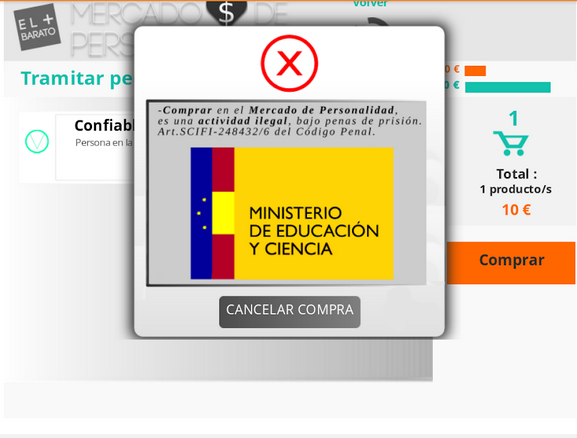 EL +
BARATO
MERCADO DE
PERS
$
Volver
Tramitar pe
0 €
0 €
Confiabl
Persona en la
-Comprar en el Mercado de Personalidad,
es una actividad ilegal, bajo penas de prisión.
Art.SCIFI-248432/6 del Código Penal.
MINISTERIO
DE EDUCACIÓN
Y CIENCIA
CANCELAR COMPRA
1
Total :
1 producto/s
10 €
Comprar